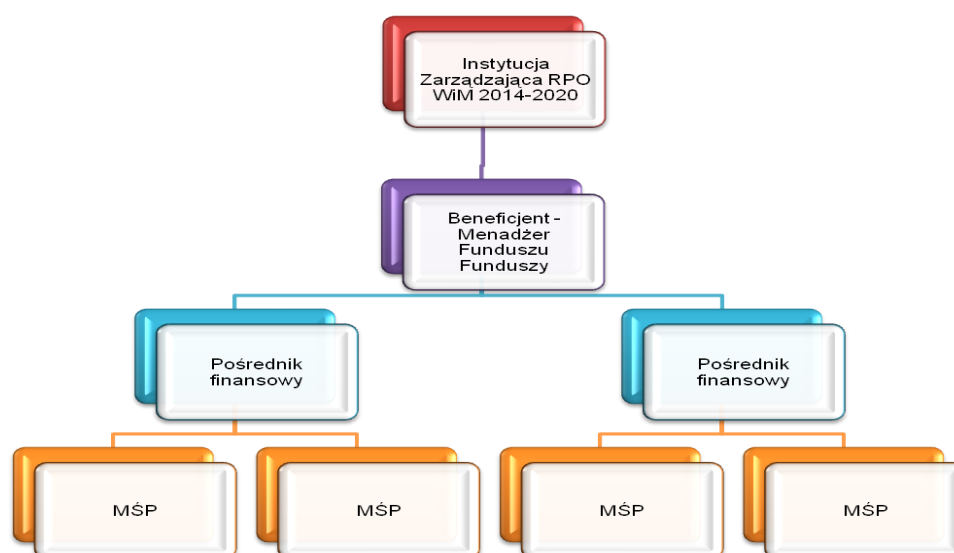 Instytucja
Zarządzająca RPO
WiM 2014-2020
Beneficjent -
Menadżer
Funduszu
Funduszy
Pośrednik
finansowy
Pośrednik
finansowy
MŚP
MŚP
MŚP
MŚP